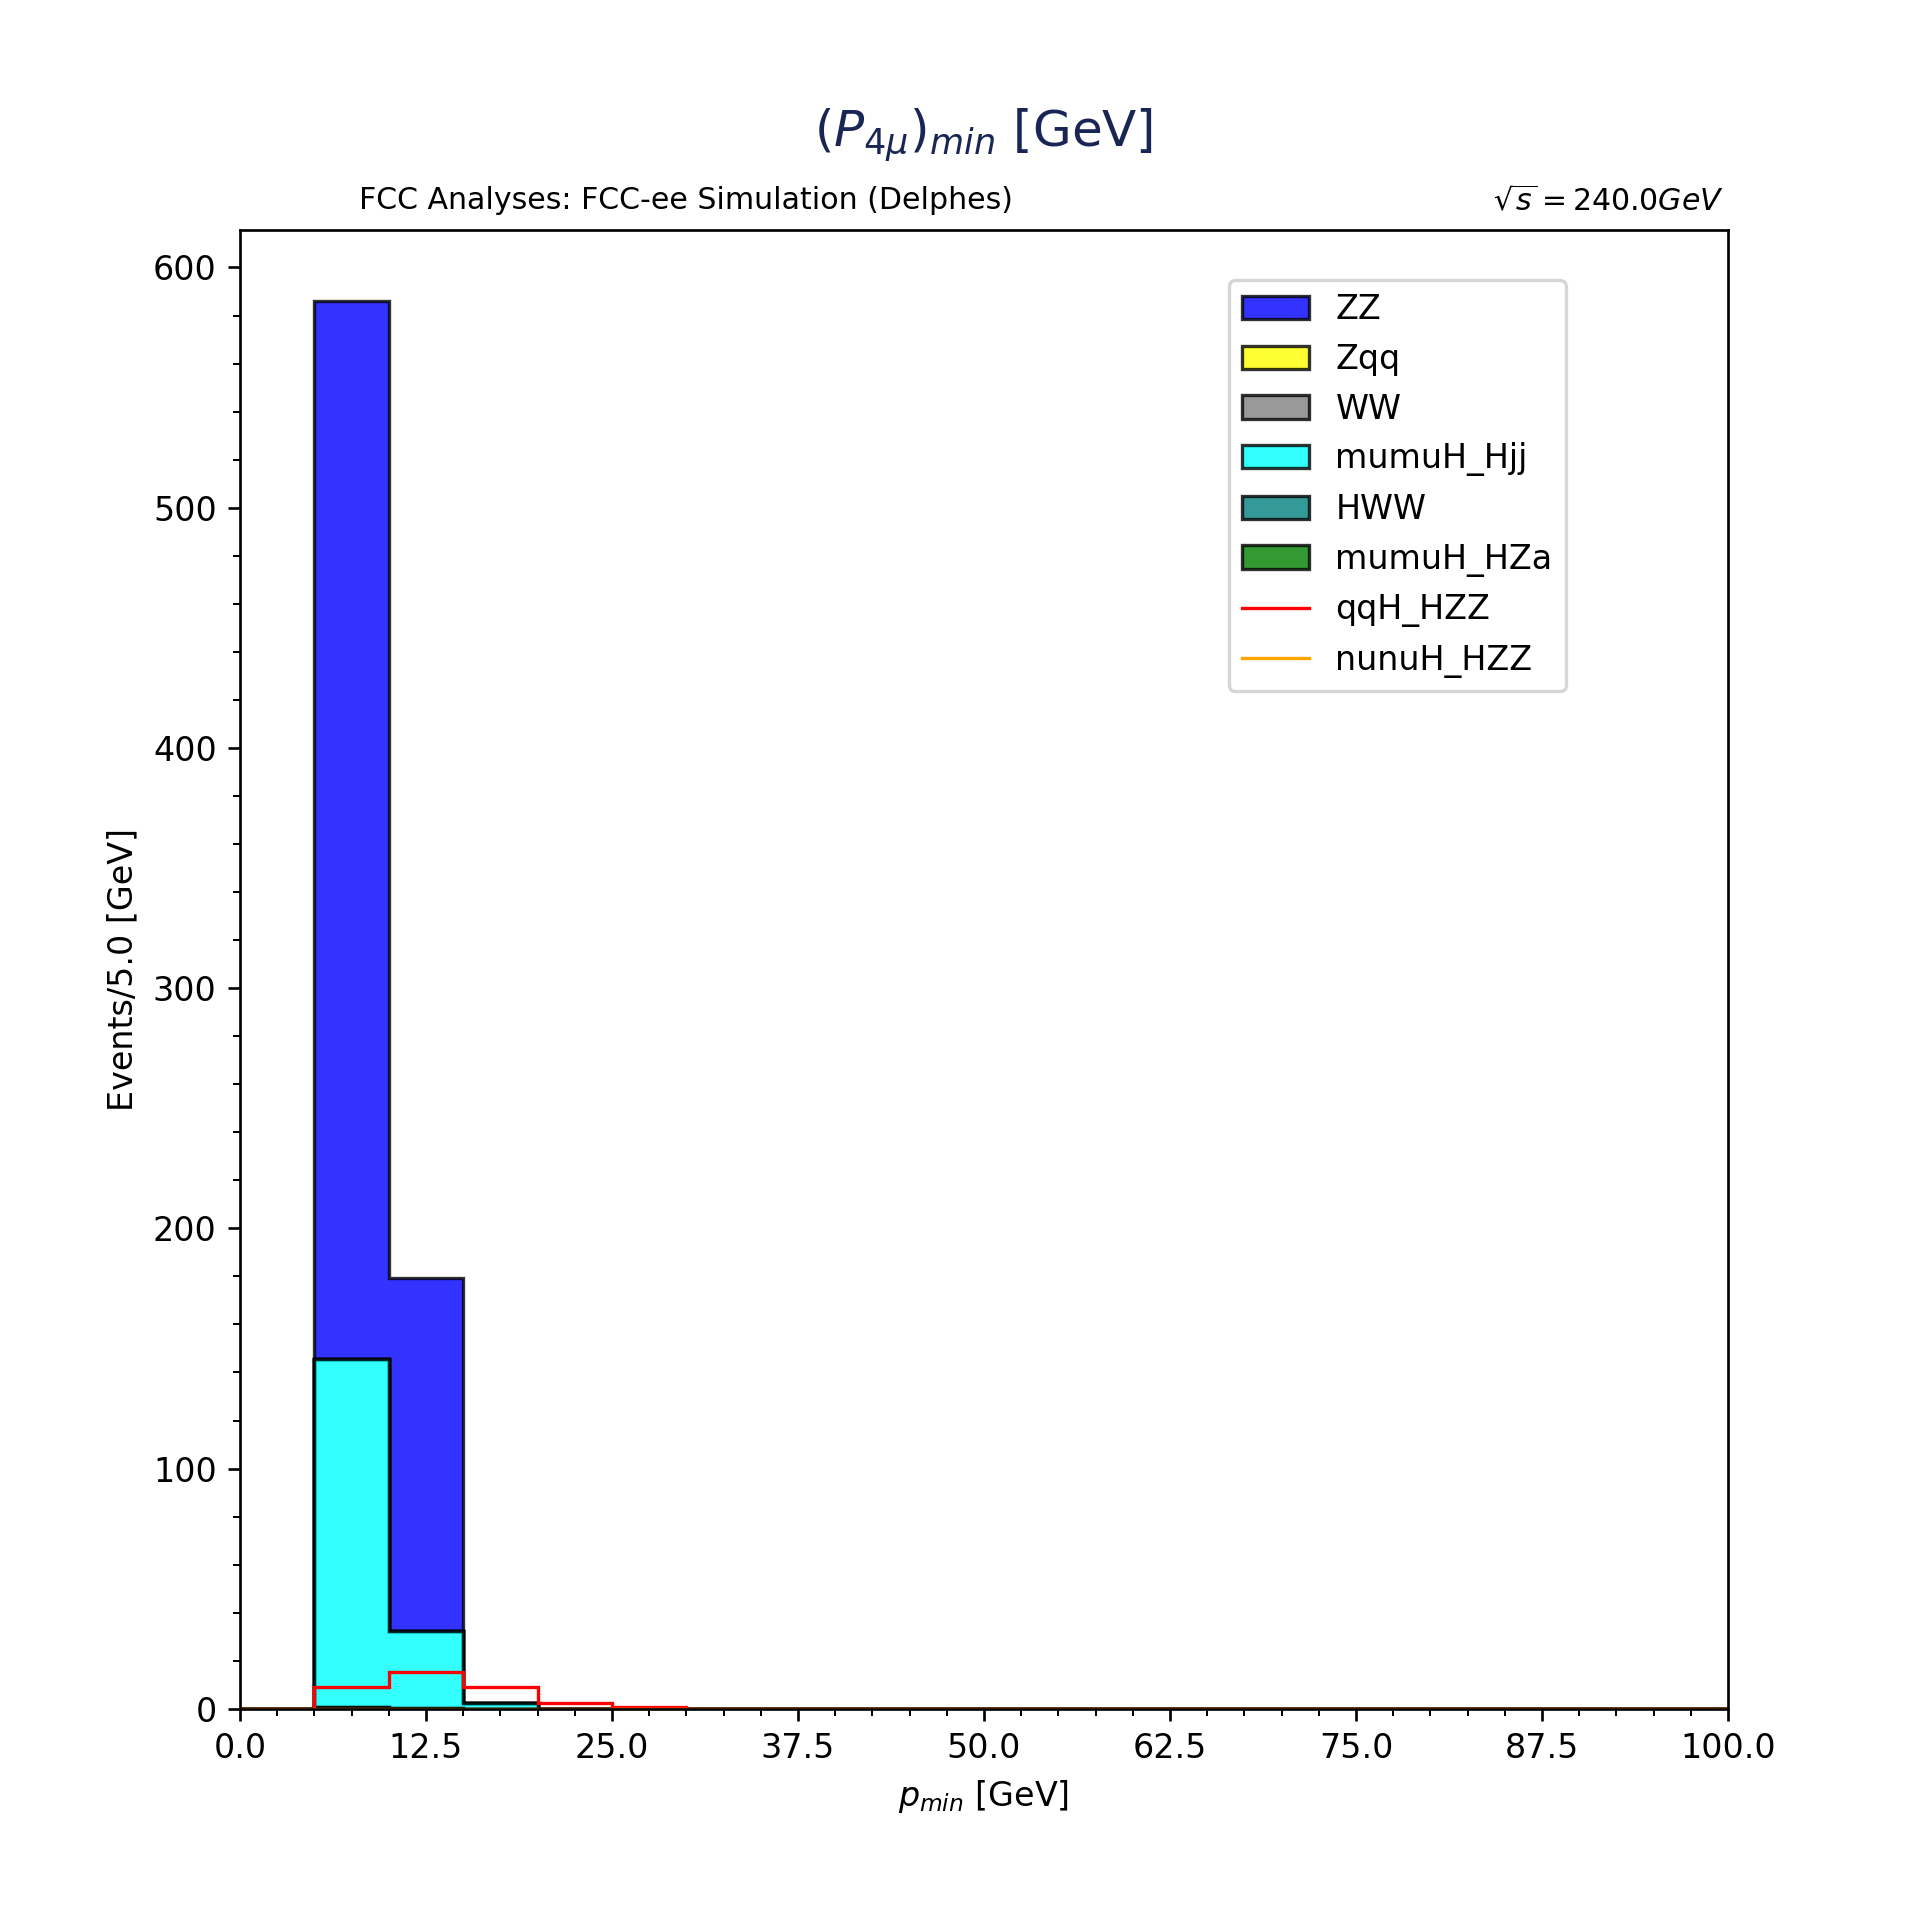 (P4μ)min [GeV]
FCC Analyses: FCC-ee Simulation (Delphes)
√s = 240.0GeV
600
500
400
300
200
100
0
Events/5.0 [GeV]
ZZ
Zqq
WW
mumuH_Hjj
HWW
mumuH_HZa
qqH_HZZ
nunuH_HZZ
0.0 12.5 25.0 37.5 50.0 62.5 75.0 87.5 100.0
pmin [GeV]